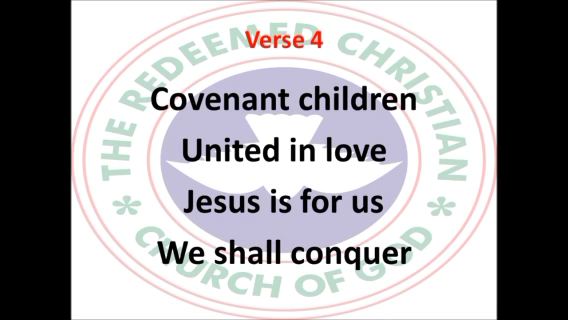 Verse 4
THE REDEEMED CHRISTIAN
Covenant children
United in love
Jesus is for us
We shall conquer
* CHURCH OF GOD *